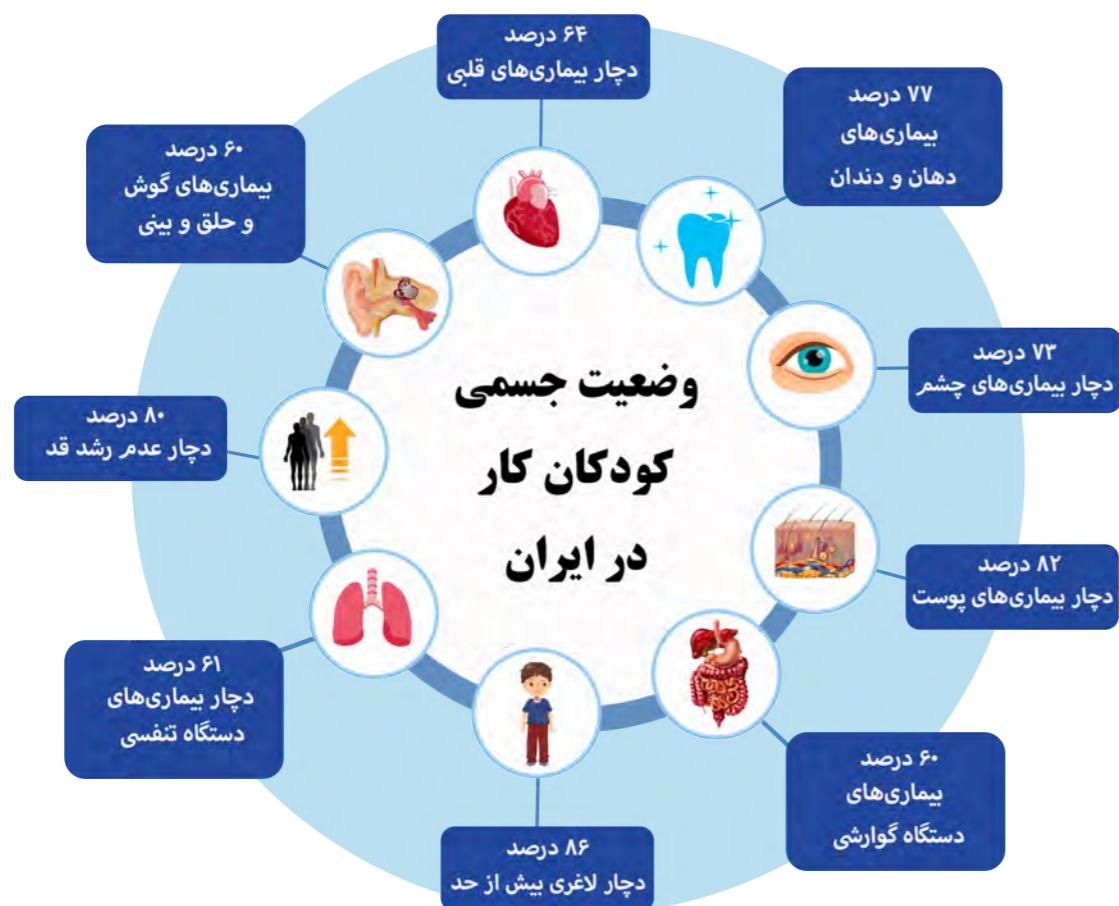 وضعیت جسمی
کودکان کار
در ایران
۶۴ درصد
دچار بیماری‌های قلبی
۷۷ درصد
بیماری‌های
دهان و دندان
۷۳ درصد
دچار بیماری‌های چشم
۸۲ درصد
دچار بیماری‌های پوست
۶۰ درصد
بیماری‌های
دستگاه گوارشی
۸۶ درصد
دچار لاغری بیش از حد
۶۱ درصد
دچار بیماری‌های
دستگاه تنفسی
۸۰ درصد
دچار عدم رشد قد
۶۰ درصد
بیماری‌های گوش
و حلق و بینی